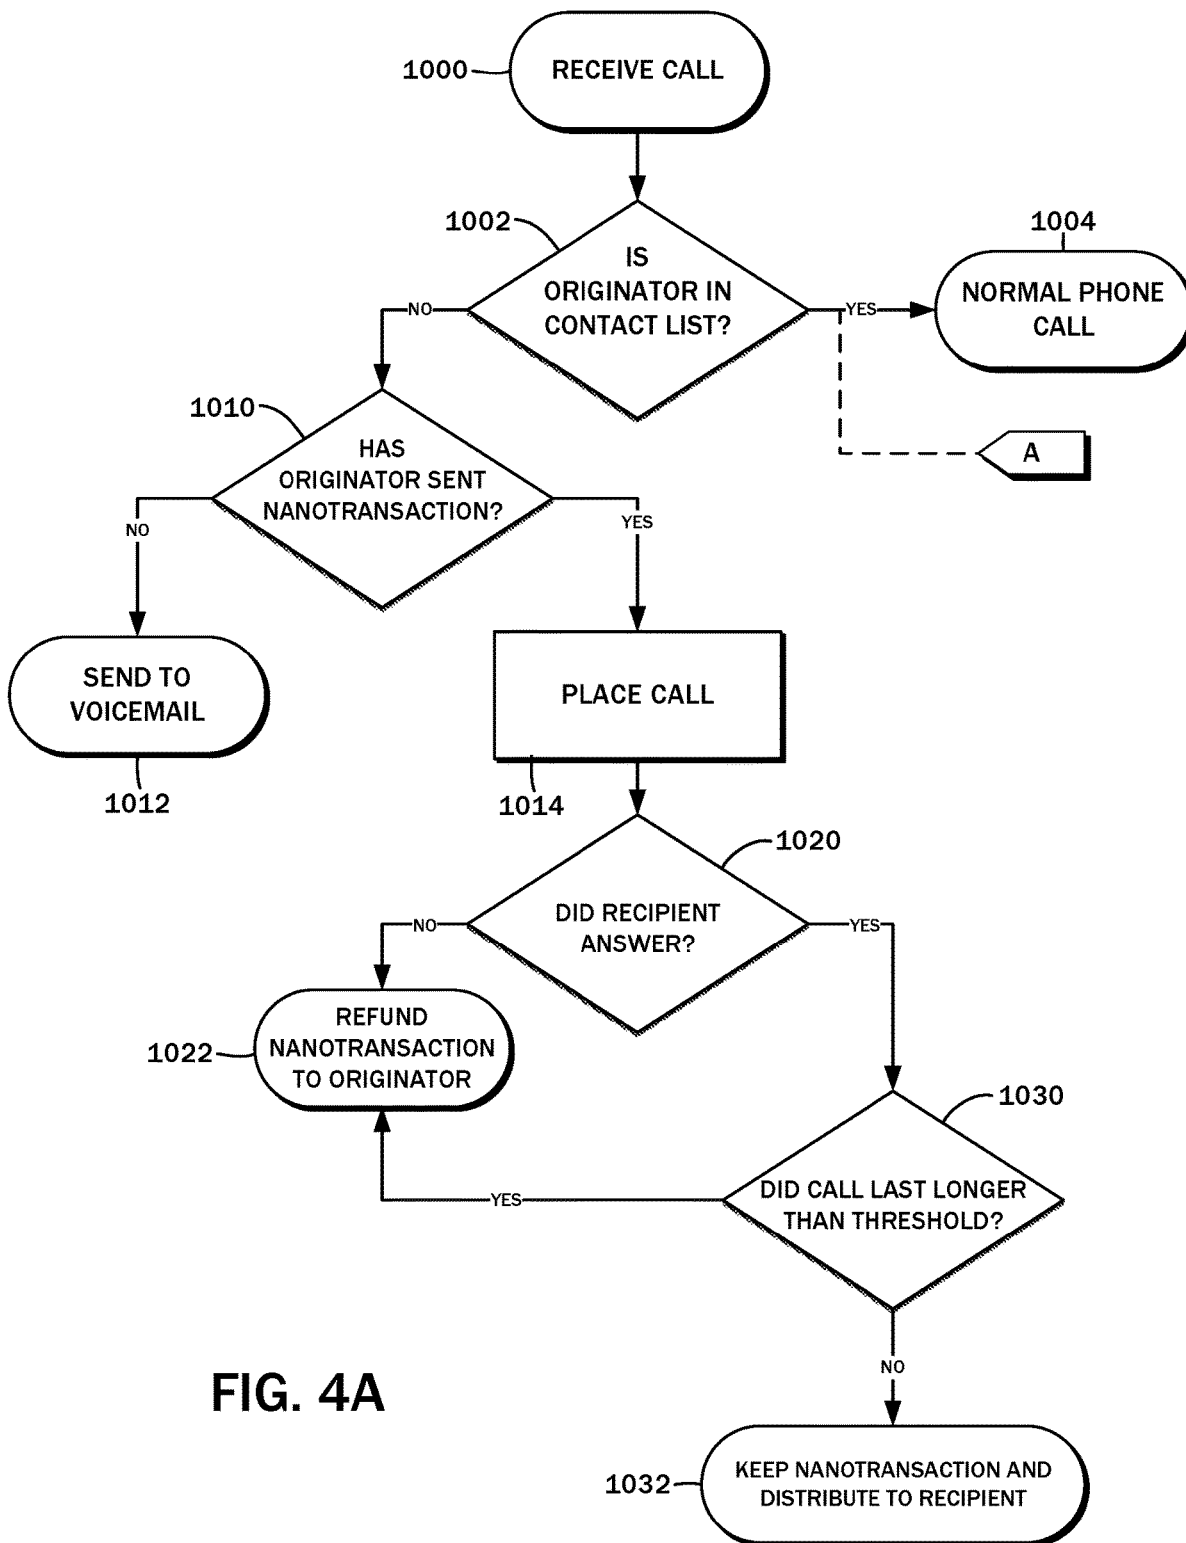 1000
RECEIVE CALL
1002
IS
ORIGINATOR IN
CONTACT LIST?
1004
NORMAL PHONE
CALL
NO
YES
A
1010
HAS
ORIGINATOR SENT
NANOTRANSACTION?
NO
YES
SEND TO
VOICEMAIL
1012
PLACE CALL
1014
1020
DID RECIPIENT
ANSWER?
NO
YES
1022
REFUND
NANOTRANSACTION
TO ORIGINATOR
1030
DID CALL LAST LONGER
THAN THRESHOLD?
YES
NO
FIG. 4A
1032
KEEP NANOTRANSACTION AND
DISTRIBUTE TO RECIPIENT